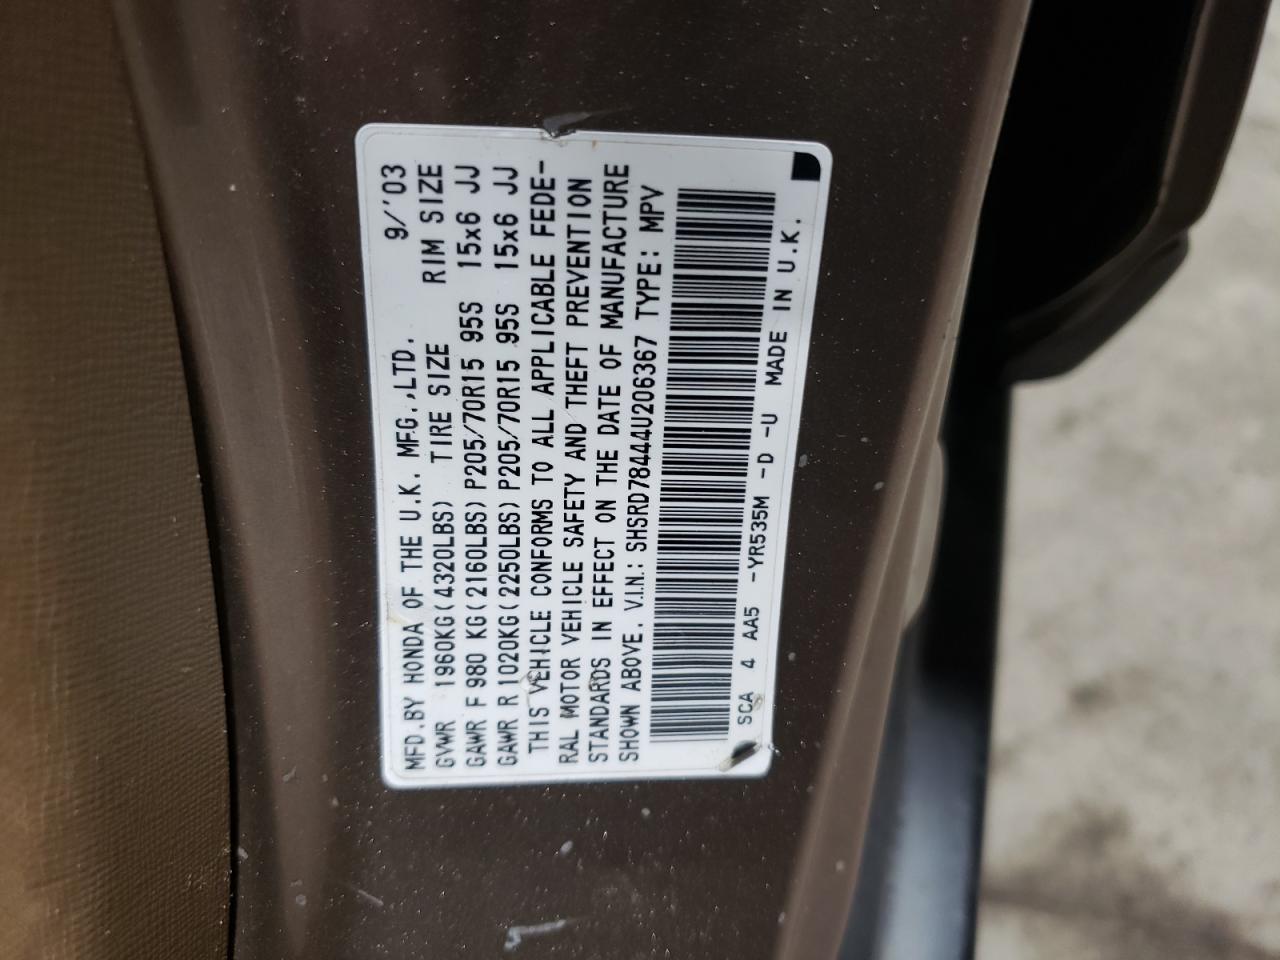 MFD.BY HONDA OF THE U.K. MFG.,LTD. 9/'03
GVWR 1960KG(4320LBS) TIRE SIZE RIM SIZE
GAWR F 980 KG(2160LBS) P205/70R15 95S 15x6 JJ
GAWR R 1020KG(2250LBS) P205/70R15 95S 15x6 JJ
THIS VEHICLE CONFORMS TO ALL APPLICABLE FEDE-
RAL MOTOR VEHICLE SAFETY AND THEFT PREVENTION
STANDARDS IN EFFECT ON THE DATE OF MANUFACTURE
SHOWN ABOVE. V.I.N.: SHSRD78444U206367 TYPE: MPV
SCA 4 AA5 -YR535M -D -U MADE IN U.K.